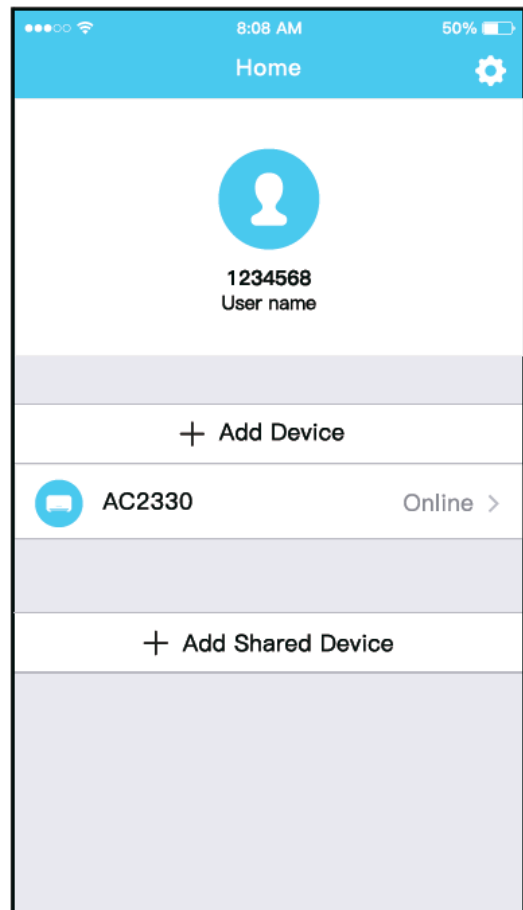 8:08 AM 50%
Home
1234568
User name
+ Add Device
AC2330 Online >
+ Add Shared Device